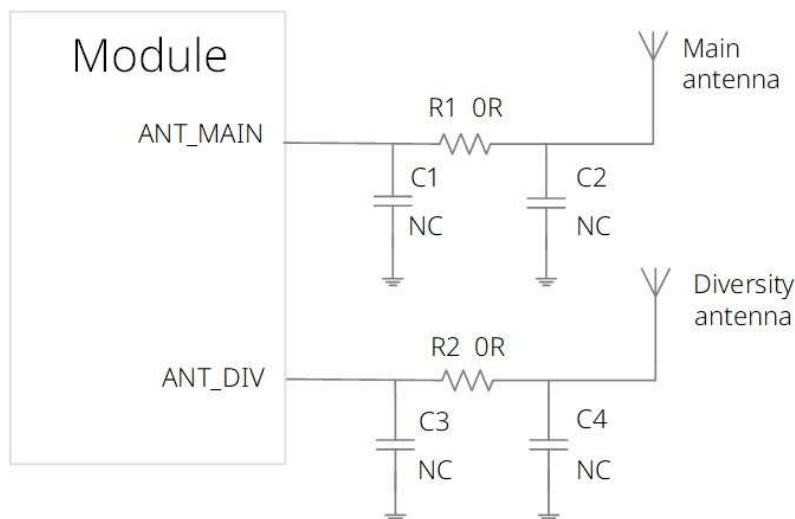 Module
Main
antenna
R1 0R
ANT_MAIN
C1
C2
NC
NC
Diversity
antenna
R2 0R
ANT_DIV
C3
C4
NC
NC